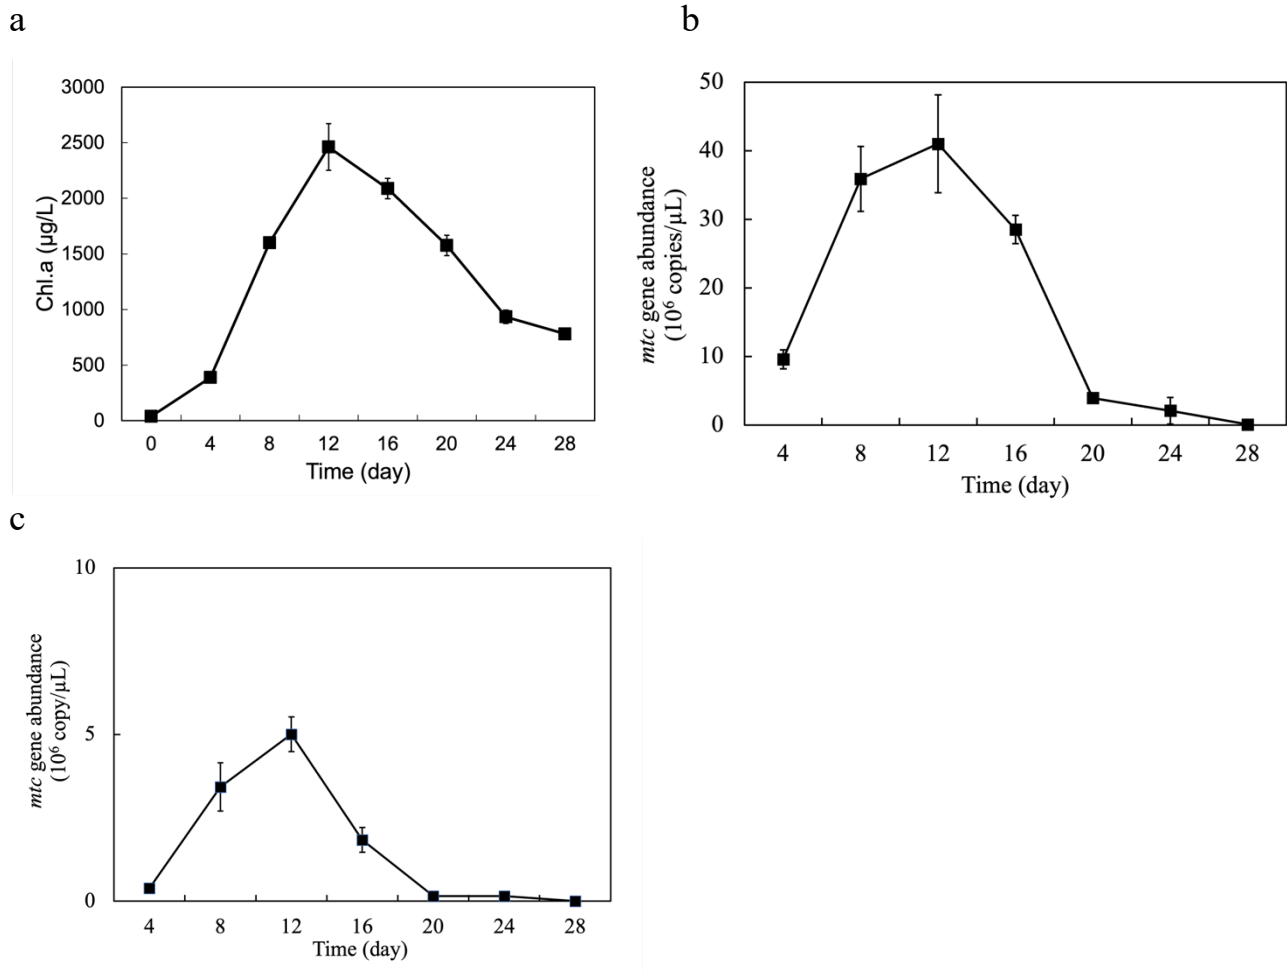 a
3000
2500
2000
1500
1000
500
0
Chl.a (µg/L)
0 4 8 12 16 20 24 28
Time (day)
b
50
40
30
20
10
0
mtc gene abundance
(10⁶ copies/µL)
4 8 12 16 20 24 28
Time (day)
c
10
5
0
mtc gene abundance
(10⁶ copy/µL)
4 8 12 16 20 24 28
Time (day)